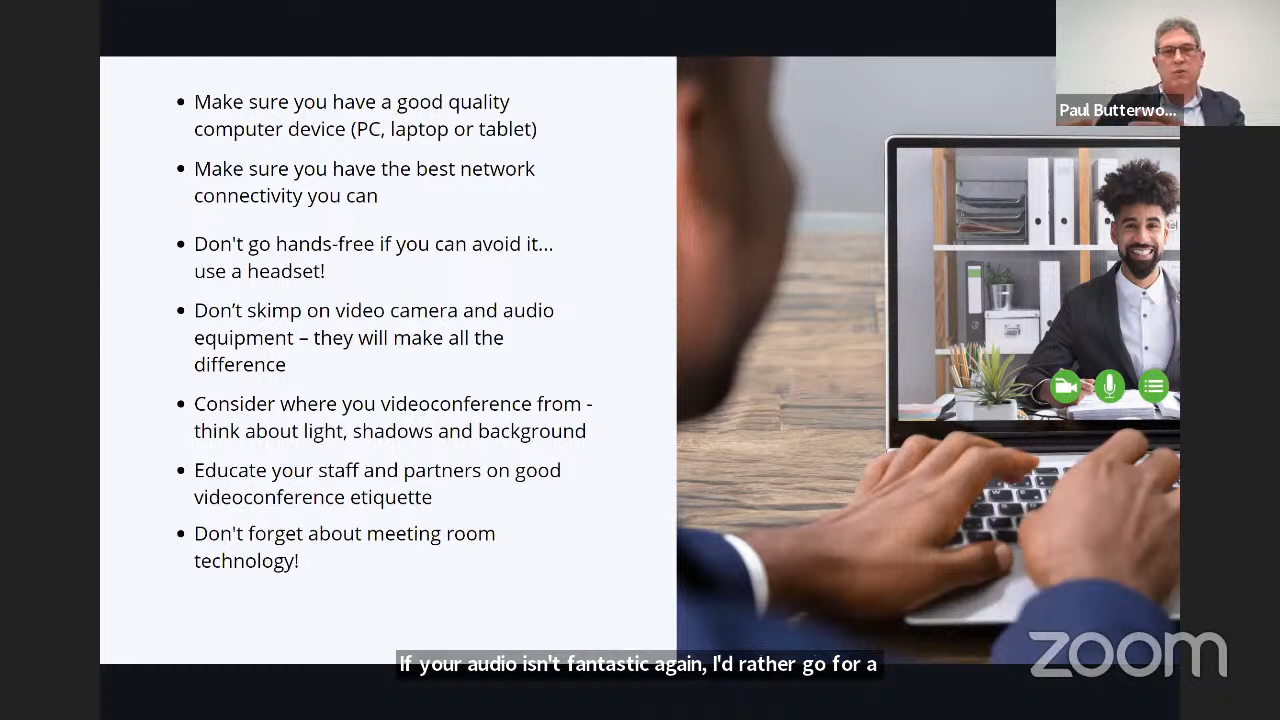 Make sure you have a good quality
computer device (PC, laptop or tablet)
Make sure you have the best network
connectivity you can
Don't go hands-free if you can avoid it...
use a headset!
Don’t skimp on video camera and audio
equipment – they will make all the
difference
Consider where you videoconference from -
think about light, shadows and background
Educate your staff and partners on good
videoconference etiquette
Don't forget about meeting room
technology!
Paul Butterwo...
If your audio isn't fantastic again, I'd rather go for a
zoom